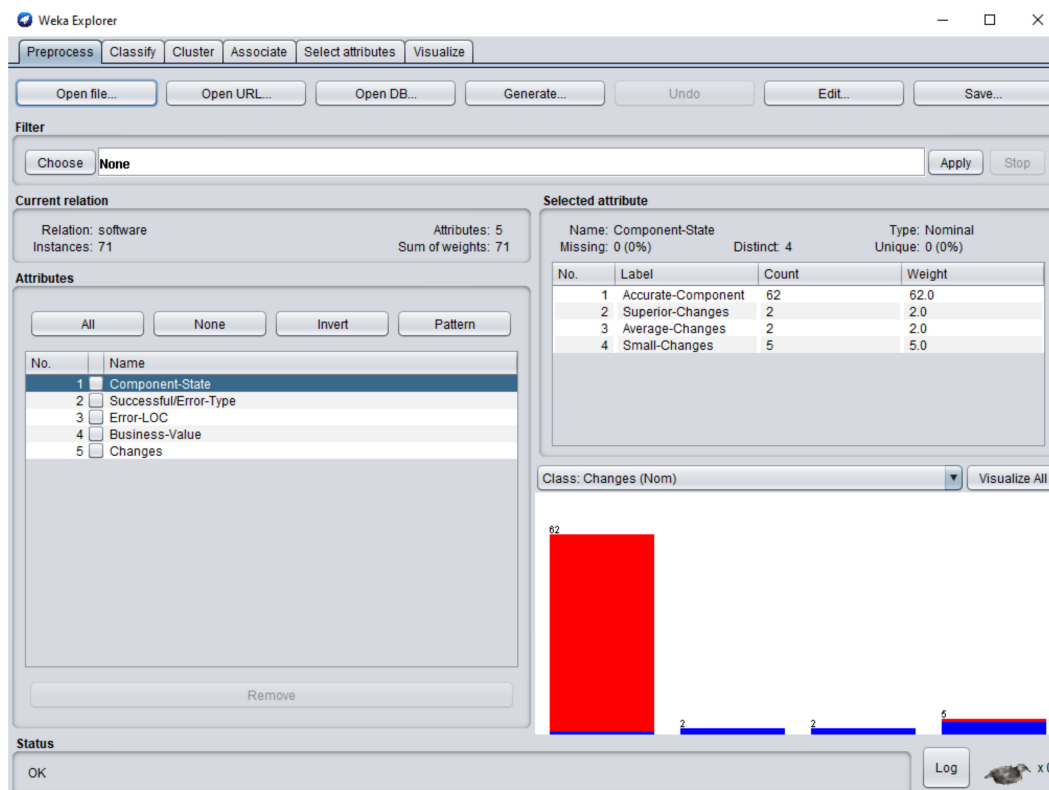 Weka Explorer
Preprocess Classify Cluster Associate Select attributes Visualize
Open file... Open URL... Open DB... Generate... Undo Edit... Save...
Filter
Choose None Apply Stop
Current relation
Relation: software Attributes: 5
Instances: 71 Sum of weights: 71
Attributes
All None Invert Pattern
No. Name
1 Component-State
2 Successful/Error-Type
3 Error-LOC
4 Business-Value
5 Changes
Remove
Selected attribute
Name: Component-State Type: Nominal
Missing: 0 (0%) Distinct: 4 Unique: 0 (0%)
No. Label Count Weight
1 Accurate-Component 62 62.0
2 Superior-Changes 2 2.0
3 Average-Changes 2 2.0
4 Small-Changes 5 5.0
Class: Changes (Nom) Visualize All
62
2
2
5
Status
OK
Log
x